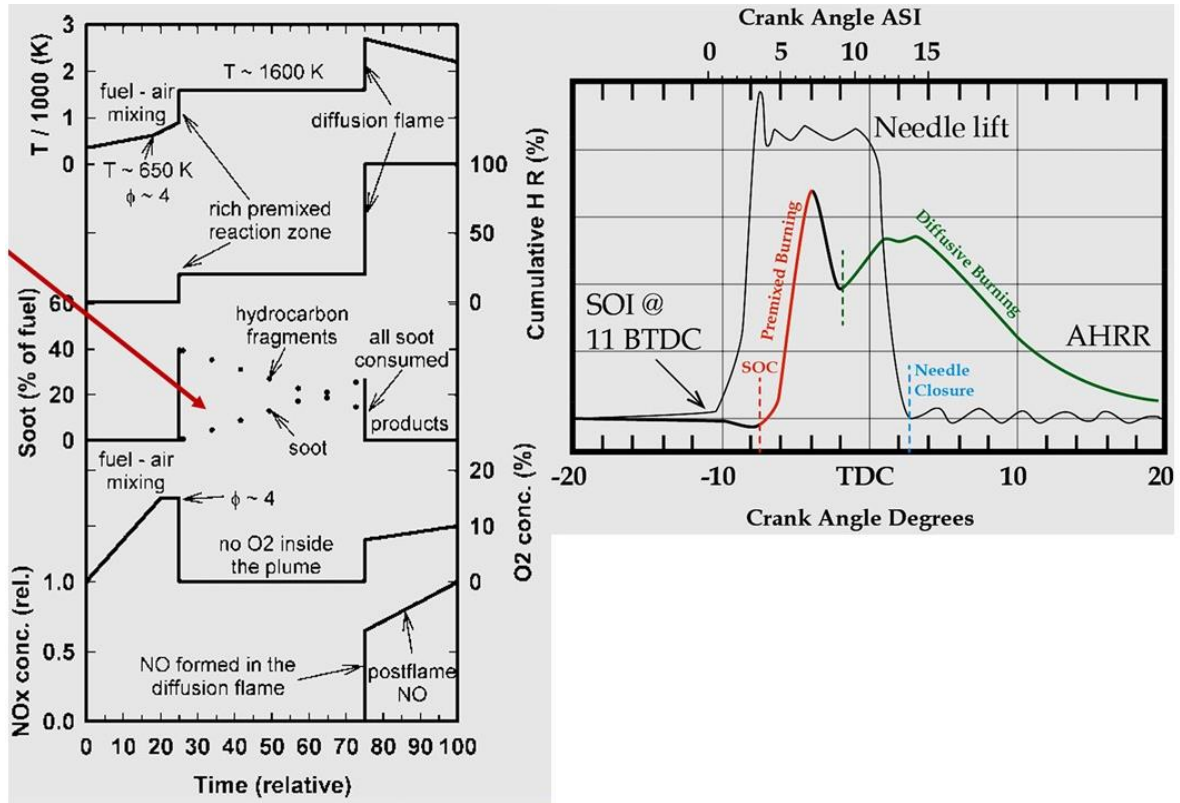 3
2
1
0
T / 1000 (K)
fuel - air
mixing
T ~ 1600 K
diffusion flame
T ~ 650 K
ϕ ~ 4
rich premixed
reaction zone
100
50
0
Cumulative H R (%)
60
40
20
0
Soot (% of fuel)
hydrocarbon
fragments
soot
all soot
consumed
products
fuel - air
mixing
ϕ ~ 4
no O2 inside
the plume
20
10
0
O2 conc. (%)
1.0
0.5
0.0
NOx conc. (rel.)
NO formed in the
diffusion flame
postflame
NO
0 10 20 30 40 50 60 70 80 90 100
Time (relative)
Crank Angle ASI
0 5 10 15
Needle lift
Premixed Burning
Diffusive Burning
SOI @
11 BTDC
SOC
AHRR
Needle
Closure
-20 -10 TDC 10 20
Crank Angle Degrees